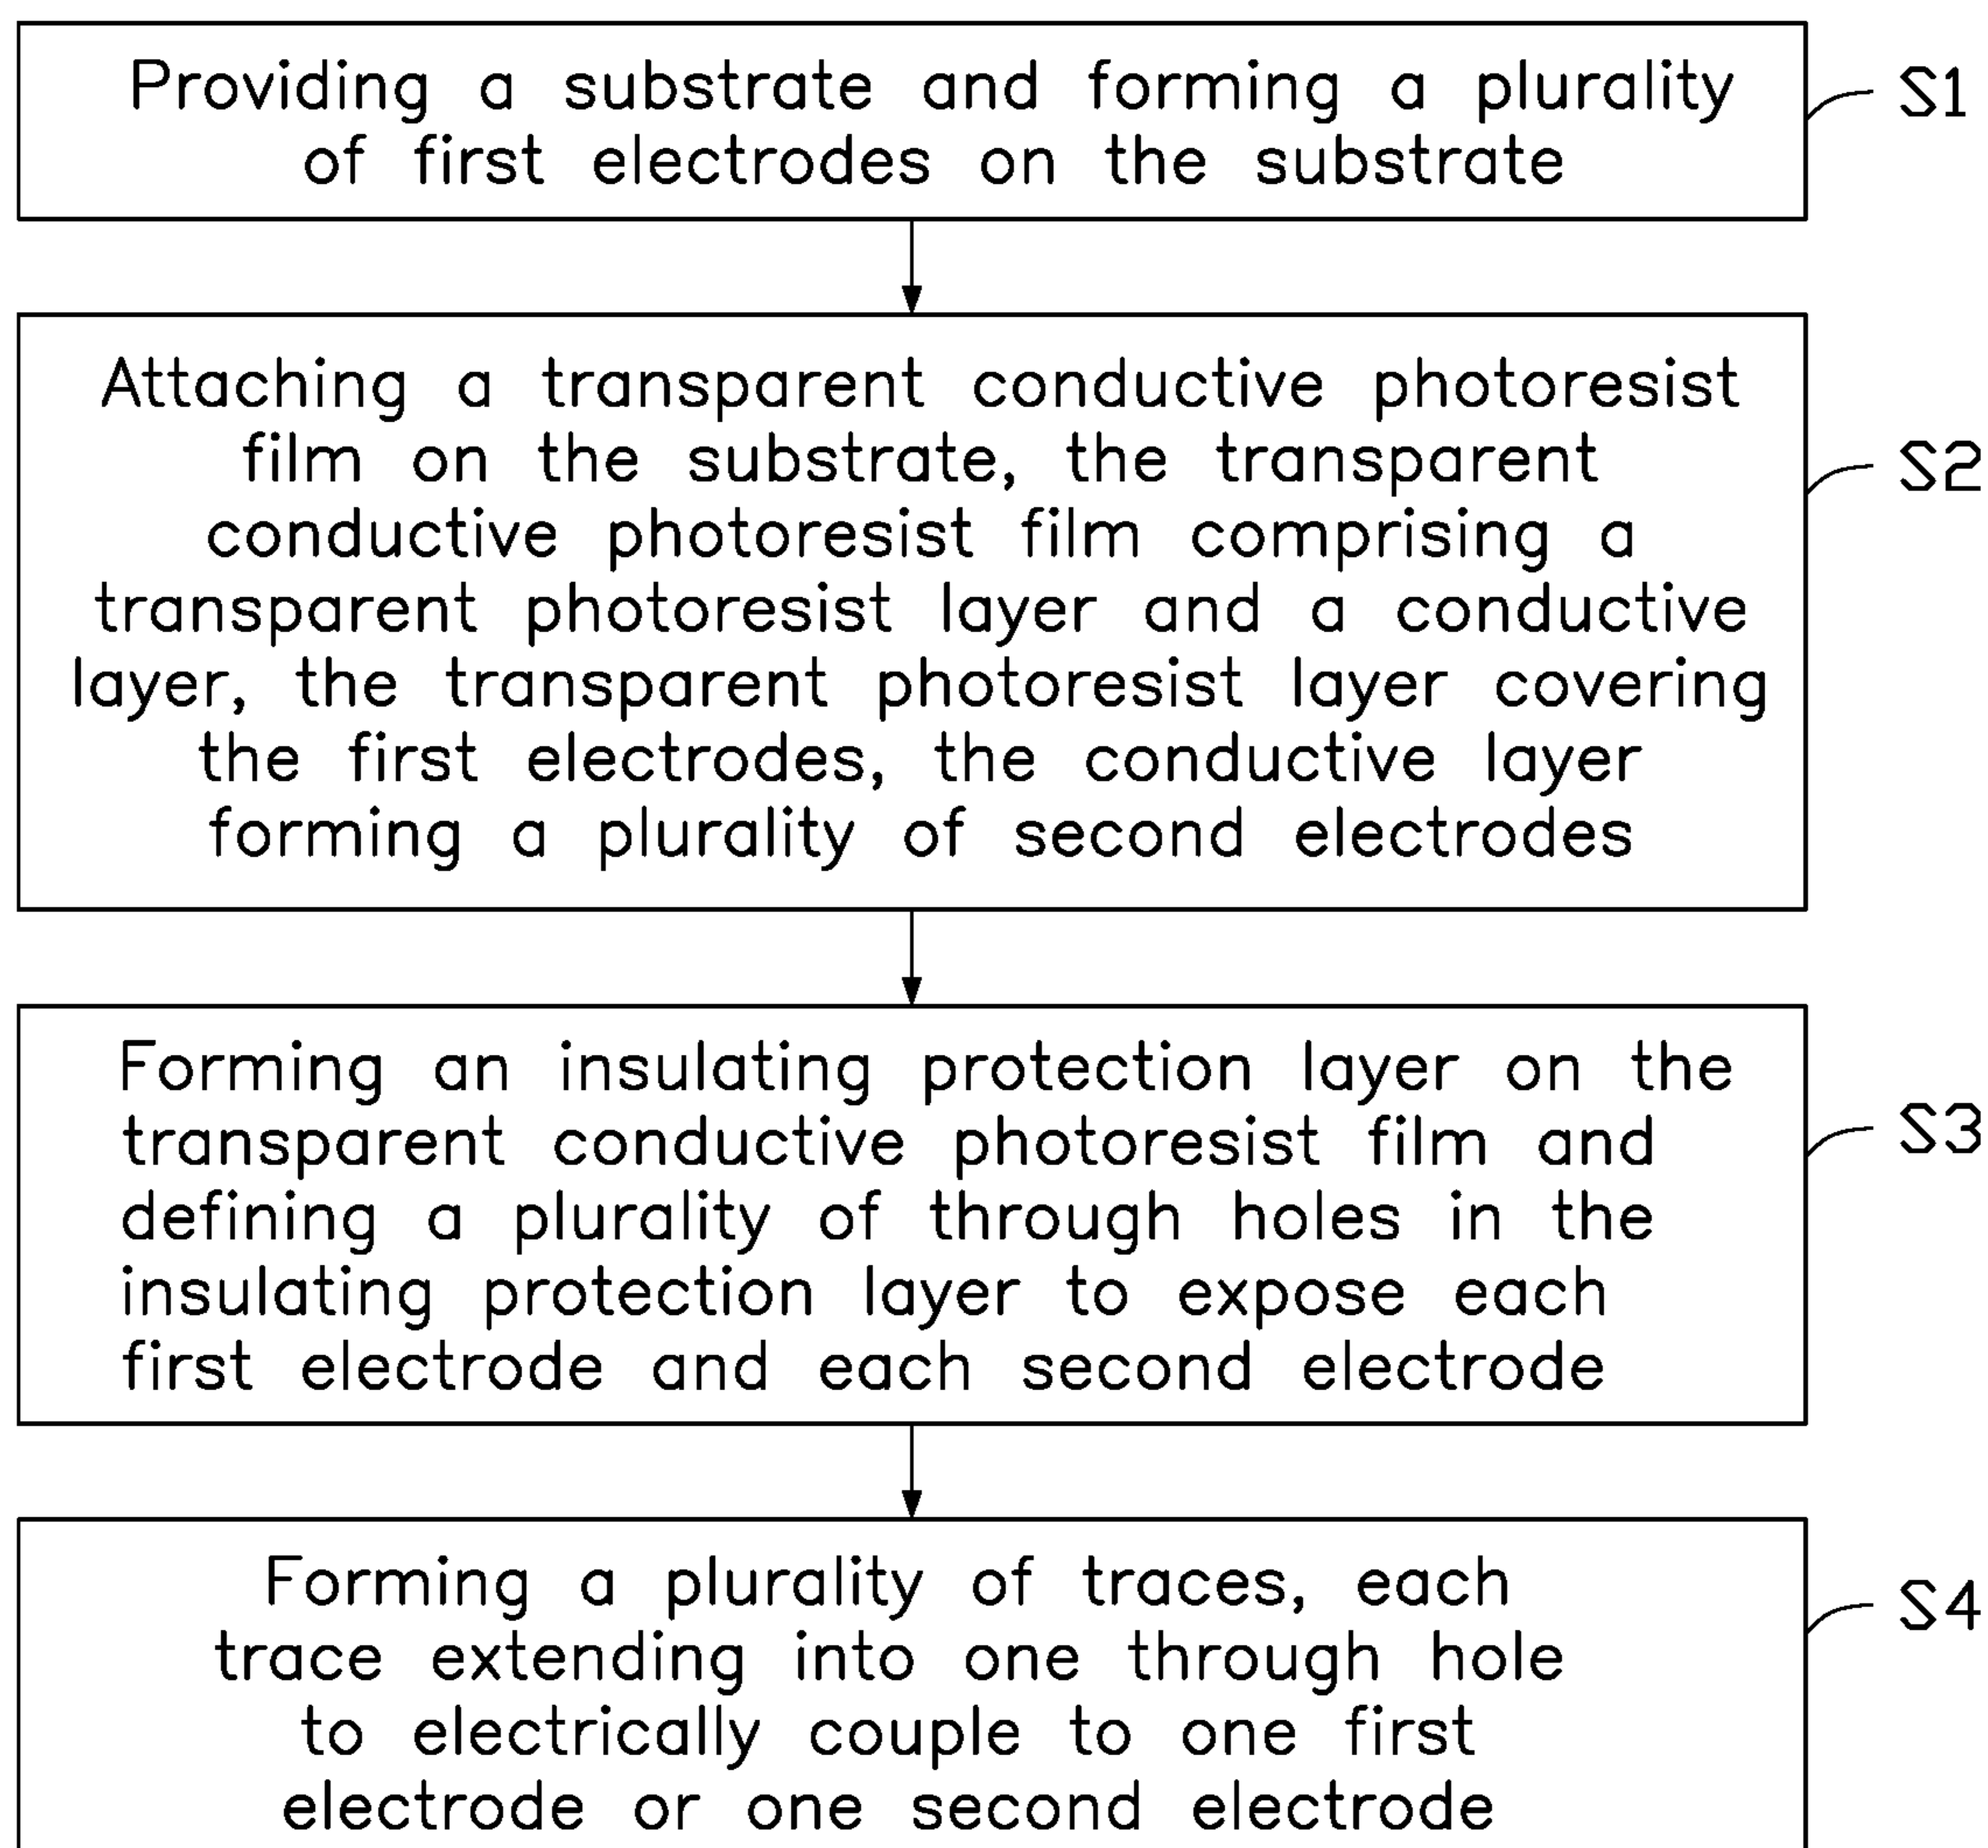 Providing a substrate and forming a plurality
of first electrodes on the substrate
S1
Attaching a transparent conductive photoresist
film on the substrate, the transparent
conductive photoresist film comprising a
transparent photoresist layer and a conductive
layer, the transparent photoresist layer covering
the first electrodes, the conductive layer
forming a plurality of second electrodes
S2
Forming an insulating protection layer on the
transparent conductive photoresist film and
defining a plurality of through holes in the
insulating protection layer to expose each
first electrode and each second electrode
S3
Forming a plurality of traces, each
trace extending into one through hole
to electrically couple to one first
electrode or one second electrode
S4